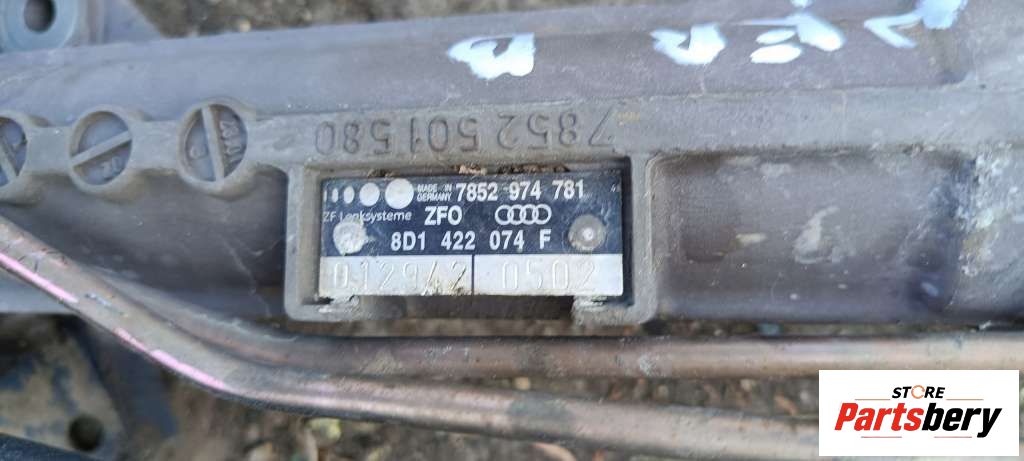 7852 501 580
MADE IN GERMANY 7852 974 781
ZF Lenksysteme ZFO
8D1 422 074 F
012942 0502
STORE
Partsbery